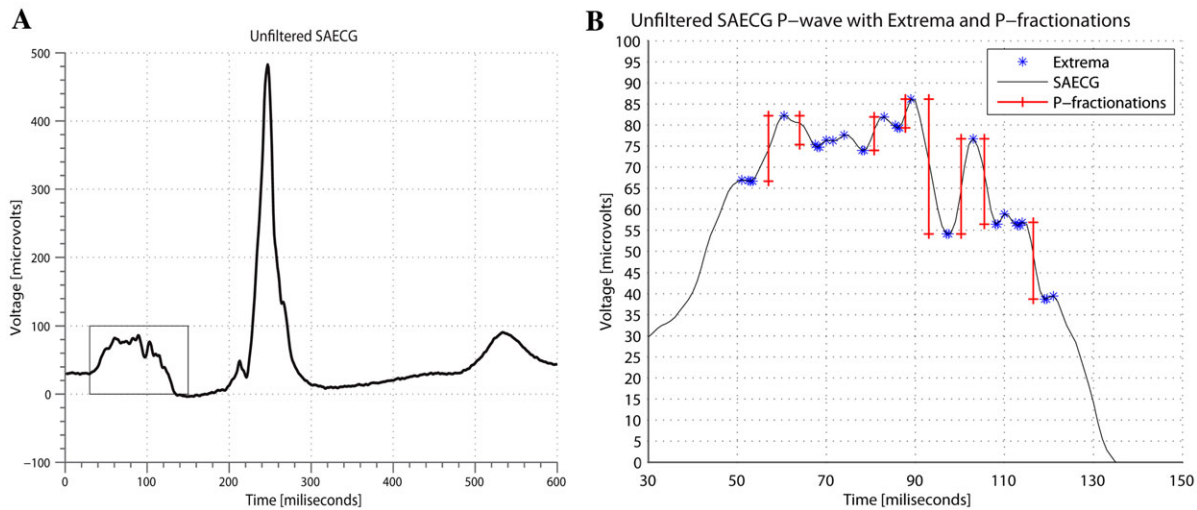 A
Unfiltered SAECG
500
400
300
200
100
0
−100
Voltage [microvolts]
0 100 200 300 400 500 600
Time [miliseconds]
B
Unfiltered SAECG P−wave with Extrema and P−fractionations
100
95
90
85
80
75
70
65
60
55
50
45
40
35
30
25
20
15
10
5
0
Voltage [microvolts]
Extrema
SAECG
P−fractionations
30 50 70 90 110 130 150
Time [miliseconds]